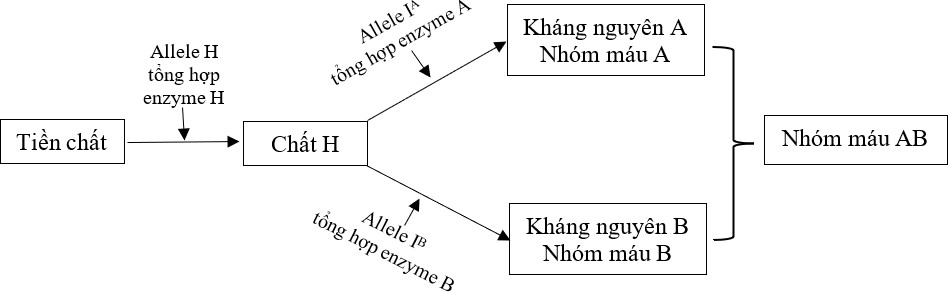 Tiền chất
Allele H
tổng hợp
enzyme H
Chất H
Allele Iᴬ
tổng hợp enzyme A
Kháng nguyên A
Nhóm máu A
Allele Iᴮ
tổng hợp enzyme B
Kháng nguyên B
Nhóm máu B
Nhóm máu AB